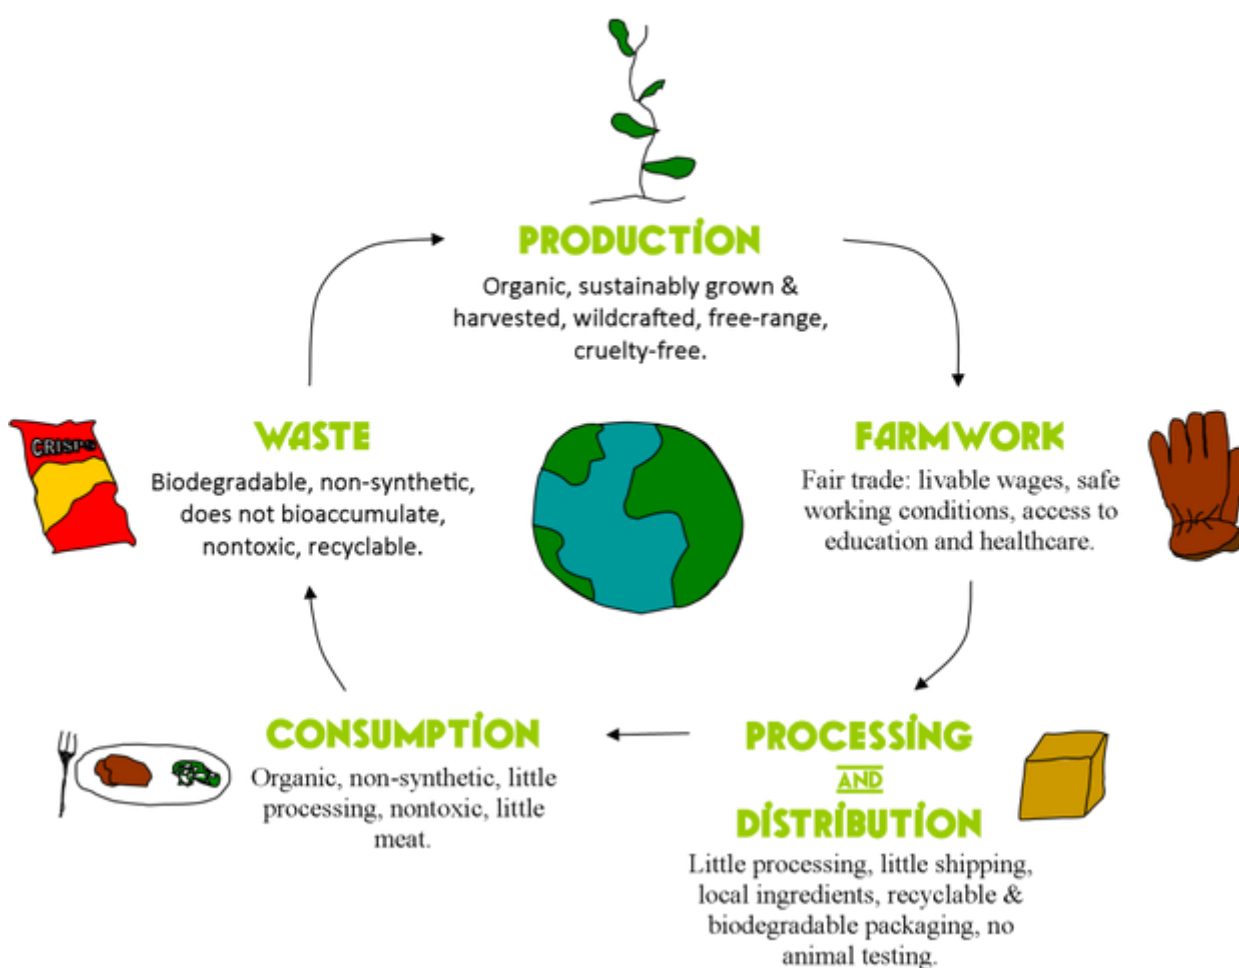 PRODUCTION
Organic, sustainably grown &
harvested, wildcrafted, free-range,
cruelty-free.
FARMWORK
Fair trade: livable wages, safe
working conditions, access to
education and healthcare.
PROCESSING
AND
DISTRIBUTION
Little processing, little shipping,
local ingredients, recyclable &
biodegradable packaging, no
animal testing.
CONSUMPTION
Organic, non-synthetic, little
processing, nontoxic, little
meat.
WASTE
Biodegradable, non-synthetic,
does not bioaccumulate,
nontoxic, recyclable.